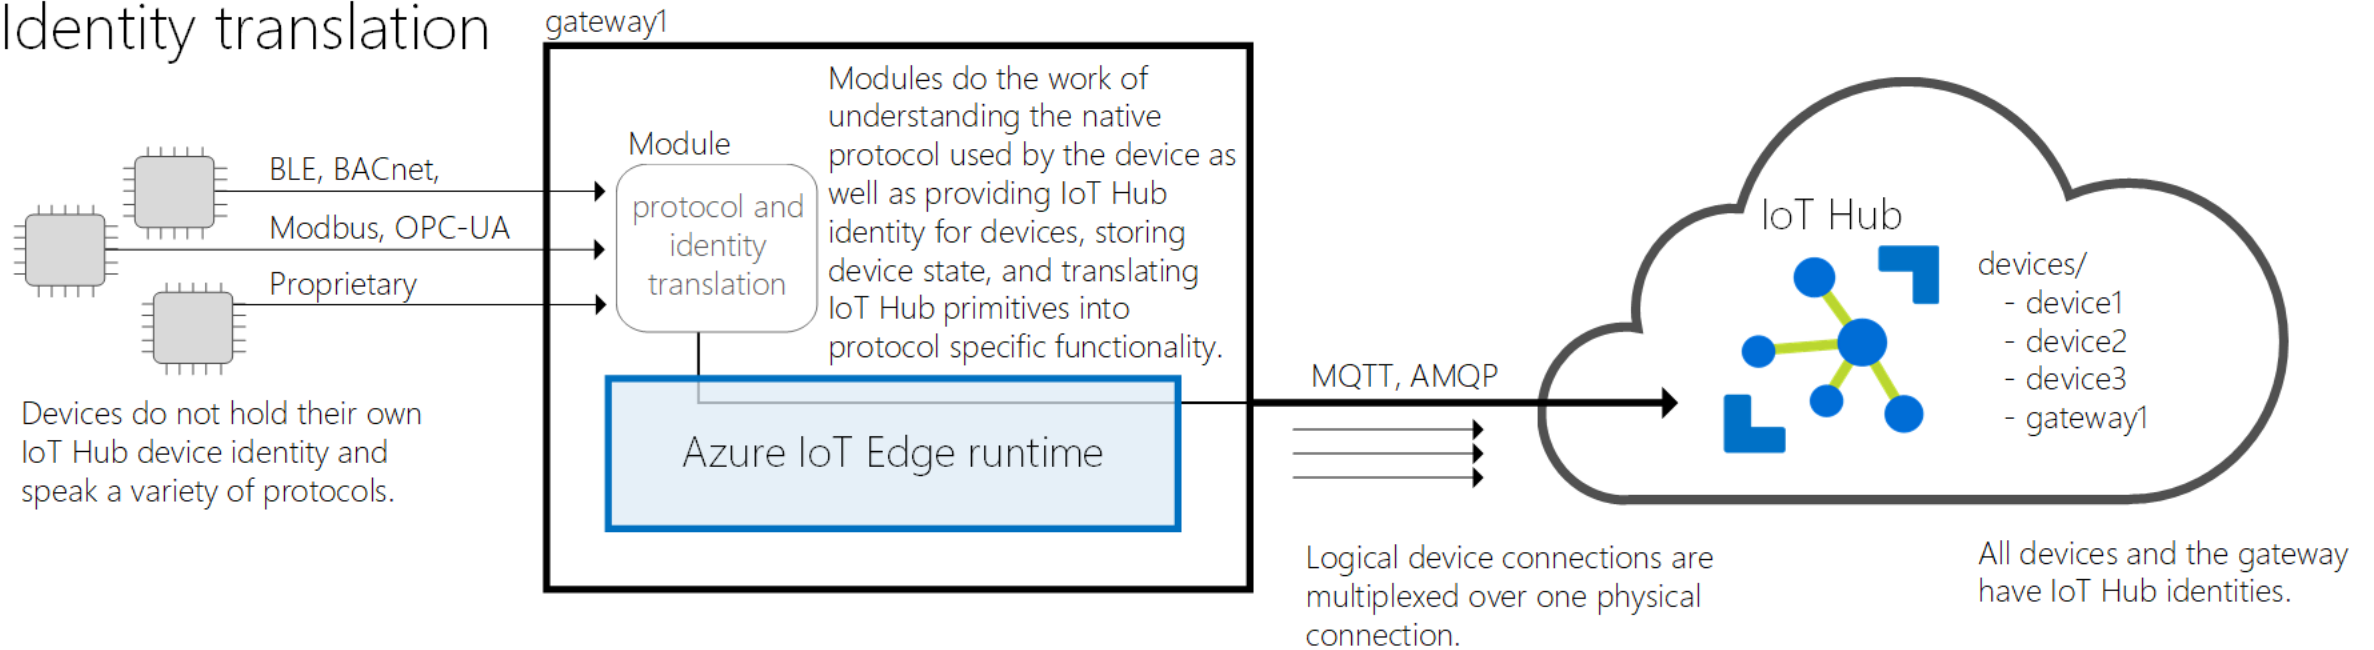 Identity translation
gateway1
BLE, BACnet,
Modbus, OPC-UA
Proprietary
Devices do not hold their own
IoT Hub device identity and
speak a variety of protocols.
Module
protocol and
identity
translation
Modules do the work of
understanding the native
protocol used by the device as
well as providing IoT Hub
identity for devices, storing
device state, and translating
IoT Hub primitives into
protocol specific functionality.
Azure IoT Edge runtime
MQTT, AMQP
Logical device connections are
multiplexed over one physical
connection.
IoT Hub
devices/
- device1
- device2
- device3
- gateway1
All devices and the gateway
have IoT Hub identities.